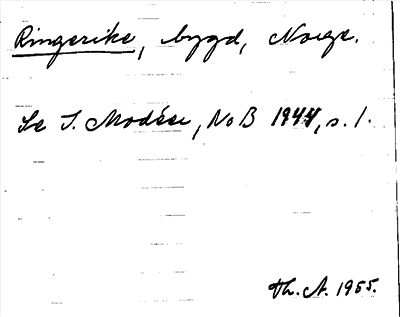 Ringerike, bygd, Norge.
Se I. Modéer, NoB 1944, s. 1.
Th. A. 1955.